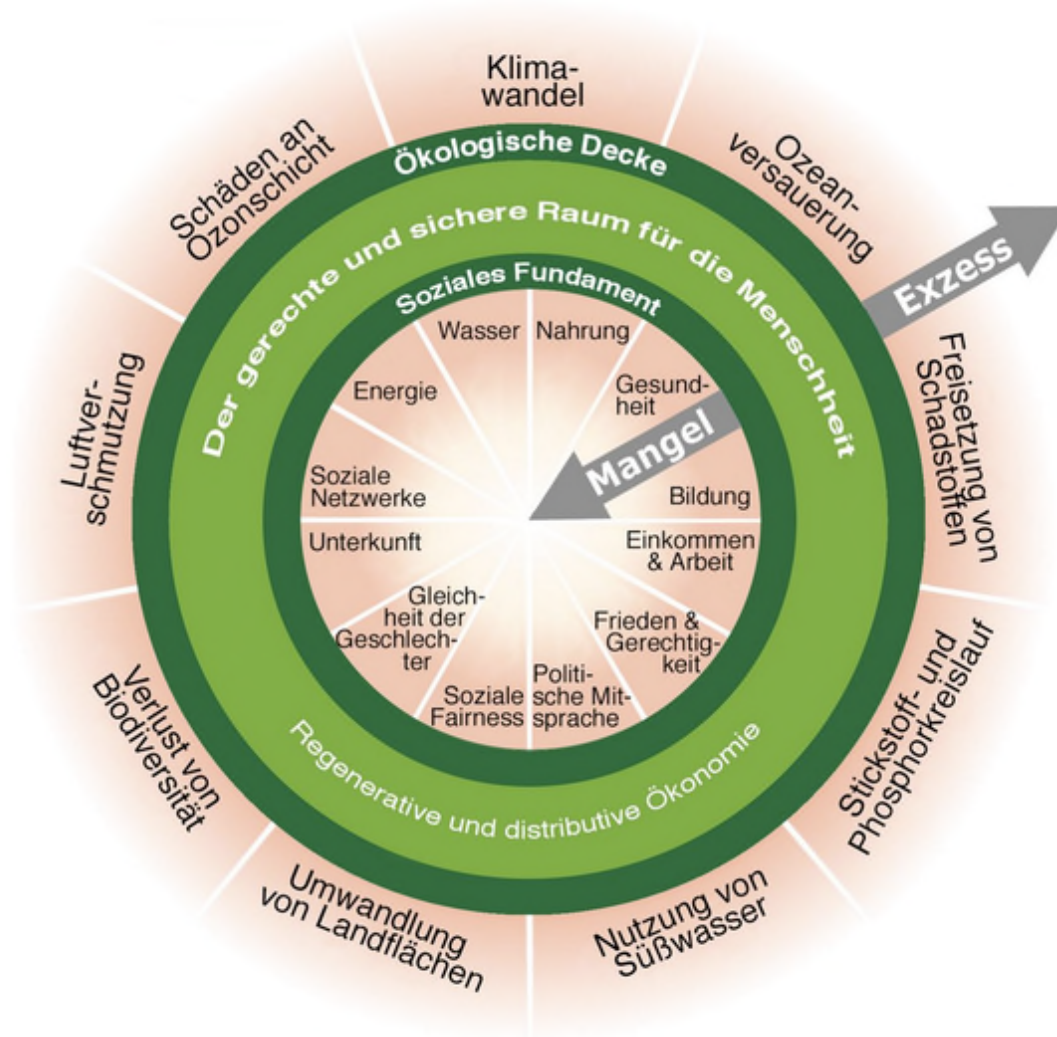 Klima-
wandel
Ozean-
versauerung
Exzess
Freisetzung von
Schadstoffen
Stickstoff- und
Phosphorkreislauf
Nutzung von
Süßwasser
Umwandlung
von Landflächen
Verlust von
Biodiversität
Luftver-
schmutzung
Schäden an
Ozonschicht
Ökologische Decke
Der gerechte und sichere Raum für die Menschheit
Soziales Fundament
Wasser
Nahrung
Gesund-
heit
Mangel
Bildung
Einkommen
& Arbeit
Frieden &
Gerechtig-
keit
Politi-
sche Mit-
sprache
Soziale
Fairness
Gleich-
heit der
Geschlech-
ter
Unterkunft
Soziale
Netzwerke
Energie
Regenerative und distributive Ökonomie